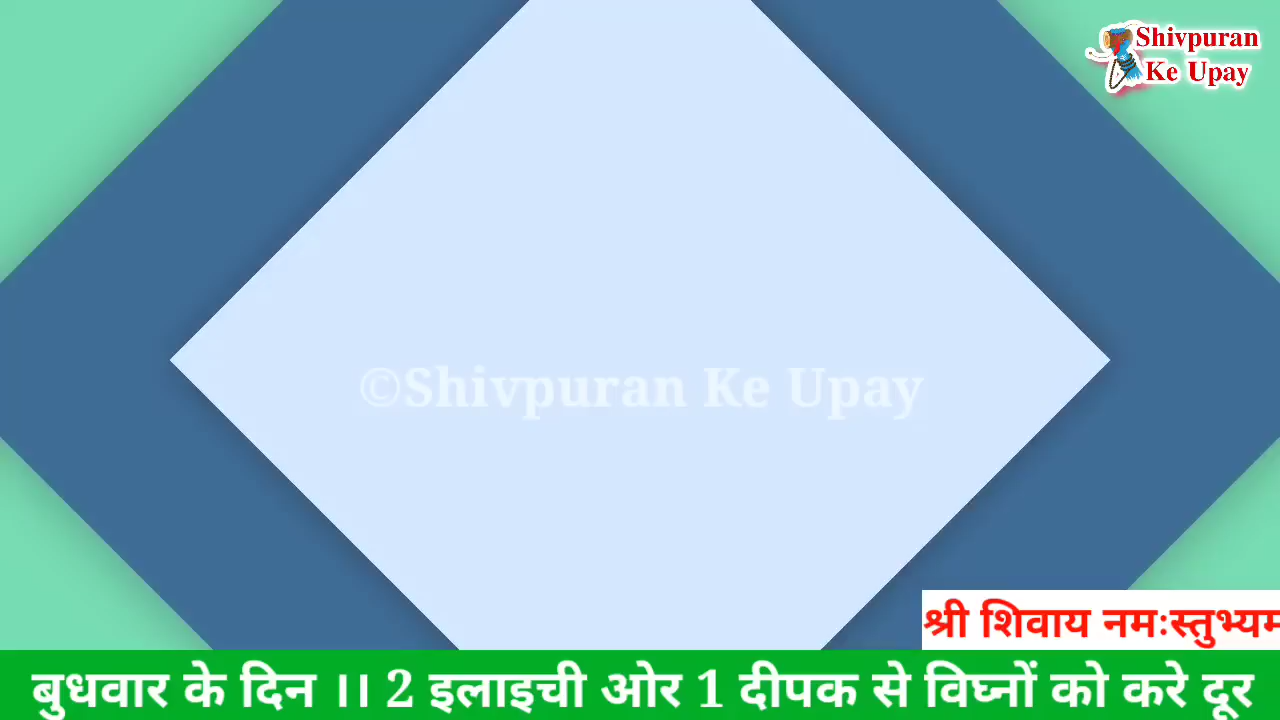 Shivpuran
Ke Upay
©Shivpuran Ke Upay
श्री शिवाय नमःस्तुभ्यम
बुधवार के दिन ।। 2 इलाइची ओर 1 दीपक से विघ्नों को करे दूर